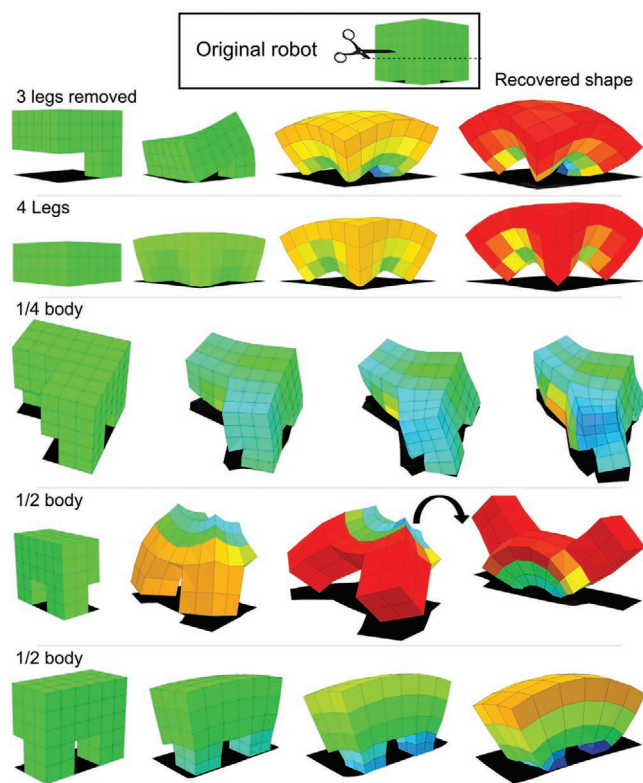 Original robot
Recovered shape
3 legs removed
4 Legs
1/4 body
1/2 body
1/2 body